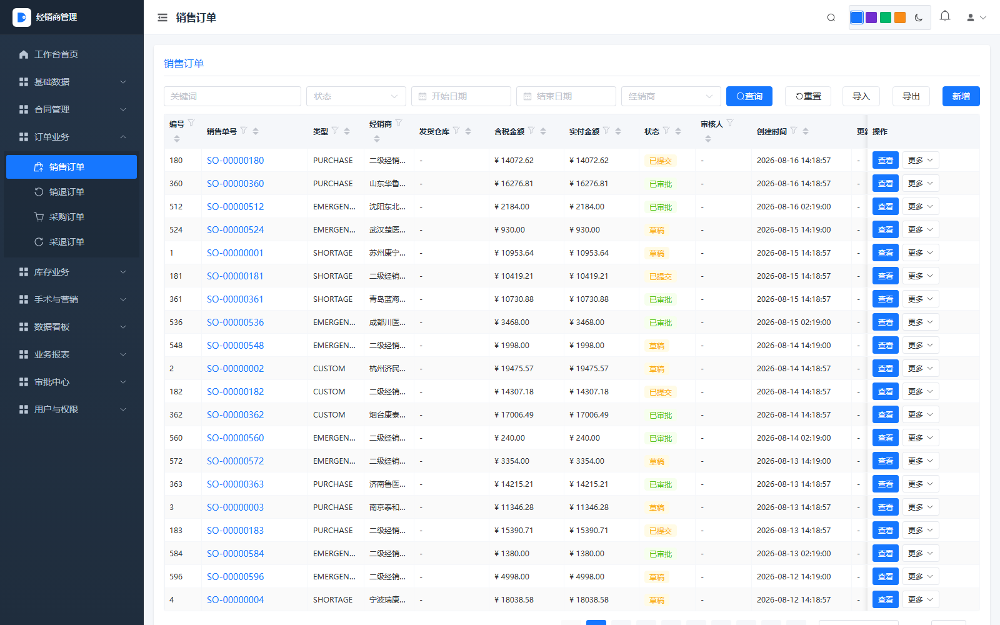 经销商管理
工作台首页
基础数据
合同管理
订单业务
销售订单
销退订单
采购订单
采退订单
库存业务
手术与营销
数据看板
业务报表
审批中心
用户与权限
销售订单
销售订单
关键词 状态 开始日期 结束日期 经销商 查询 重置 导入 导出 新增
编号 销售单号 类型 经销商 发货仓库 含税金额 实付金额 状态 审核人 创建时间 操作
180 SO-00000180 PURCHASE 二级经销... - ¥ 14072.62 ¥ 14072.62 已提交 - 2026-08-16 14:18:57 - 查看 更多
360 SO-00000360 PURCHASE 山东华鲁... - ¥ 16276.81 ¥ 16276.81 已审批 - 2026-08-16 14:18:57 - 查看 更多
512 SO-00000512 EMERGEN... 沈阳东北... - ¥ 2184.00 ¥ 2184.00 已审批 - 2026-08-16 02:19:00 - 查看 更多
524 SO-00000524 EMERGEN... 武汉楚医... - ¥ 930.00 ¥ 930.00 草稿 - 2026-08-15 14:19:00 - 查看 更多
1 SO-00000001 SHORTAGE 苏州康宁... - ¥ 10953.64 ¥ 10953.64 草稿 - 2026-08-15 14:18:57 - 查看 更多
181 SO-00000181 SHORTAGE 二级经销... - ¥ 10419.21 ¥ 10419.21 已提交 - 2026-08-15 14:18:57 - 查看 更多
361 SO-00000361 SHORTAGE 青岛蓝海... - ¥ 10730.88 ¥ 10730.88 已审批 - 2026-08-15 14:18:57 - 查看 更多
536 SO-00000536 EMERGEN... 成都川医... - ¥ 3468.00 ¥ 3468.00 已审批 - 2026-08-15 02:19:00 - 查看 更多
548 SO-00000548 EMERGEN... 二级经销... - ¥ 1998.00 ¥ 1998.00 草稿 - 2026-08-14 14:19:00 - 查看 更多
2 SO-00000002 CUSTOM 杭州济民... - ¥ 19475.57 ¥ 19475.57 草稿 - 2026-08-14 14:18:57 - 查看 更多
182 SO-00000182 CUSTOM 二级经销... - ¥ 14307.18 ¥ 14307.18 已提交 - 2026-08-14 14:18:57 - 查看 更多
362 SO-00000362 CUSTOM 烟台康泰... - ¥ 17006.49 ¥ 17006.49 已审批 - 2026-08-14 14:18:57 - 查看 更多
560 SO-00000560 EMERGEN... 二级经销... - ¥ 240.00 ¥ 240.00 已审批 - 2026-08-14 02:19:00 - 查看 更多
572 SO-00000572 EMERGEN... 二级经销... - ¥ 3354.00 ¥ 3354.00 草稿 - 2026-08-13 14:19:00 - 查看 更多
363 SO-00000363 PURCHASE 济南鲁医... - ¥ 14215.21 ¥ 14215.21 已审批 - 2026-08-13 14:18:57 - 查看 更多
3 SO-00000003 PURCHASE 南京泰和... - ¥ 11346.28 ¥ 11346.28 草稿 - 2026-08-13 14:18:57 - 查看 更多
183 SO-00000183 PURCHASE 二级经销... - ¥ 15390.71 ¥ 15390.71 已提交 - 2026-08-13 14:18:57 - 查看 更多
584 SO-00000584 EMERGEN... 二级经销... - ¥ 1380.00 ¥ 1380.00 已审批 - 2026-08-13 02:19:00 - 查看 更多
596 SO-00000596 EMERGEN... 二级经销... - ¥ 4998.00 ¥ 4998.00 草稿 - 2026-08-12 14:19:00 - 查看 更多
4 SO-00000004 SHORTAGE 宁波瑞康... - ¥ 18038.58 ¥ 18038.58 草稿 - 2026-08-12 14:18:57 - 查看 更多